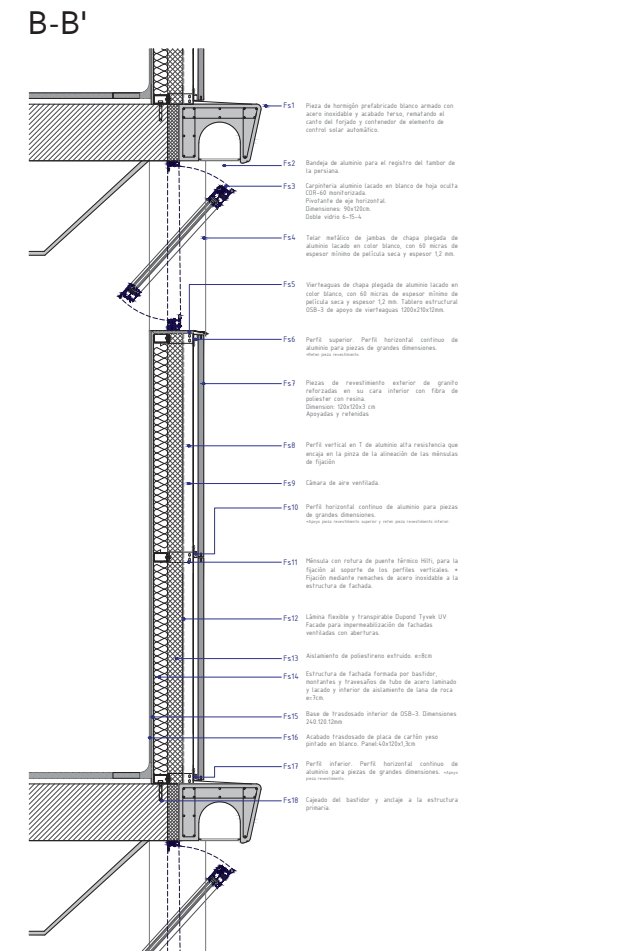 B-B'
Fs1
Pieza de hormigón prefabricado blanco armado con
acero inoxidable y acabado terso, rematando el
canto del forjado y contenedor de elemento de
control solar automático.
Fs2
Bandeja de aluminio para el registro del tambor de
la persiana.
Fs3
Carpintería aluminio lacado en blanco de hoja oculta
COR-60 monitorizada.
Pivotante de eje horizontal.
Dimensiones: 90x120cm.
Doble vidrio 6-15-4
Fs4
Telar metálico de jambas de chapa plegada de
aluminio lacado en color blanco, con 60 micras de
espesor mínimo de película seca y espesor 1,2 mm.
Fs5
Vierteaguas de chapa plegada de aluminio lacado en
color blanco, con 60 micras de espesor mínimo de
película seca y espesor 1,2 mm. Tablero estructural
OSB-3 de apoyo de vierteaguas 1200x210x12mm.
Fs6
Perfil superior. Perfil horizontal continuo de
aluminio para piezas de grandes dimensiones.
+Reten pieza revestimiento.
Fs7
Piezas de revestimiento exterior de granito
reforzadas en su cara interior con fibra de
poliester con resina.
Dimension: 120x120x3 cm
Apoyadas y retenidas
Fs8
Perfil vertical en T de aluminio alta resistencia que
encaja en la pinza de la alineación de las ménsulas
de fijación
Fs9
Cámara de aire ventilada.
Fs10
Perfil horizontal continuo de aluminio para piezas
de grandes dimensiones.
+Apoyo pieza revestimiento superior y reten pieza revestimiento inferior.
Fs11
Ménsula con rotura de puente térmico Hilti, para la
fijación al soporte de los perfiles verticales. +
Fijación mediante remaches de acero inoxidable a la
estructura de fachada.
Fs12
Lámina flexible y transpirable Dupond Tyvek UV
Facade para impermeabilización de fachadas
ventiladas con aberturas.
Fs13
Aislamiento de poliestireno extruido. e=8cm
Fs14
Estructura de fachada formada por bastidor,
montantes y travesaños de tubo de acero laminado
y lacado y interior de aislamiento de lana de roca
e=7cm.
Fs15
Base de trasdosado interior de OSB-3. Dimensiones
240.120.12mm
Fs16
Acabado trasdosado de placa de cartón yeso
pintado en blanco. Panel:40x120x1,3cm
Fs17
Perfil inferior. Perfil horizontal continuo de
aluminio para piezas de grandes dimensiones. +Apoyo
pieza revestimiento
Fs18
Cajeado del bastidor y anclaje a la estructura
primaria.